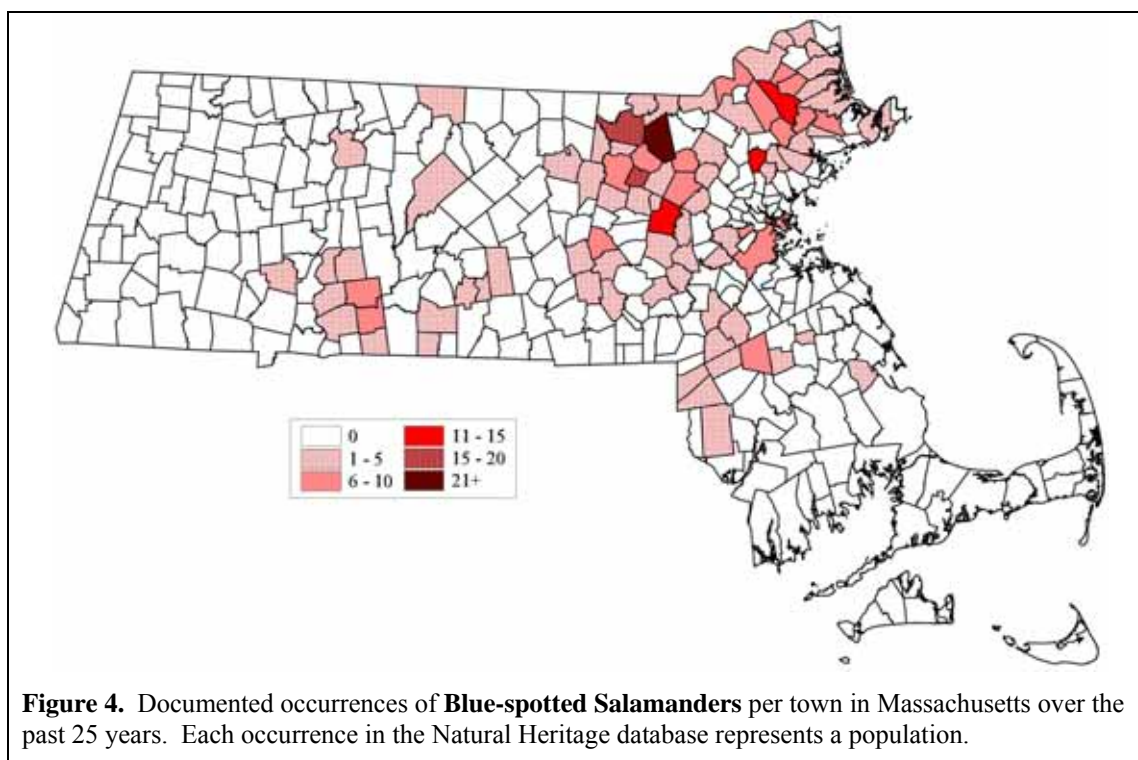 0
1 - 5
6 - 10
11 - 15
15 - 20
21+
Figure 4. Documented occurrences of Blue-spotted Salamanders per town in Massachusetts over the
past 25 years. Each occurrence in the Natural Heritage database represents a population.